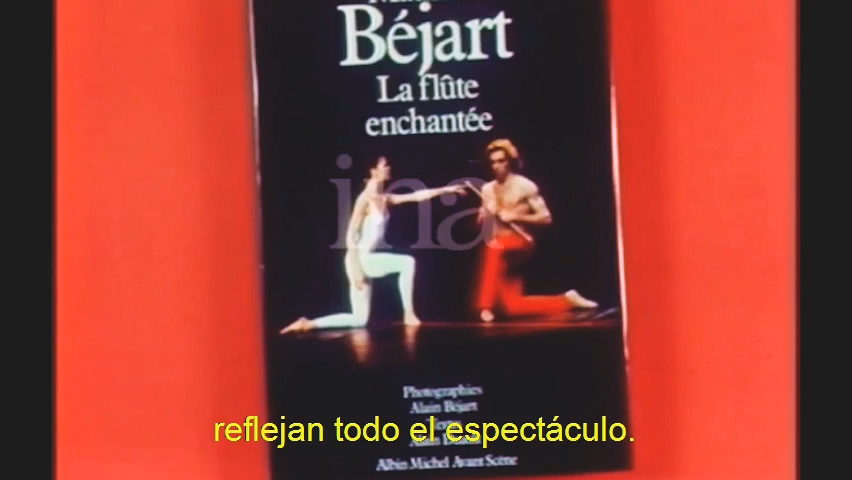 Béjart
La flûte
enchantée
ina
Photographies
Alain Béjart
reflejan todo el espectáculo.
Albin Michel Avant Scène